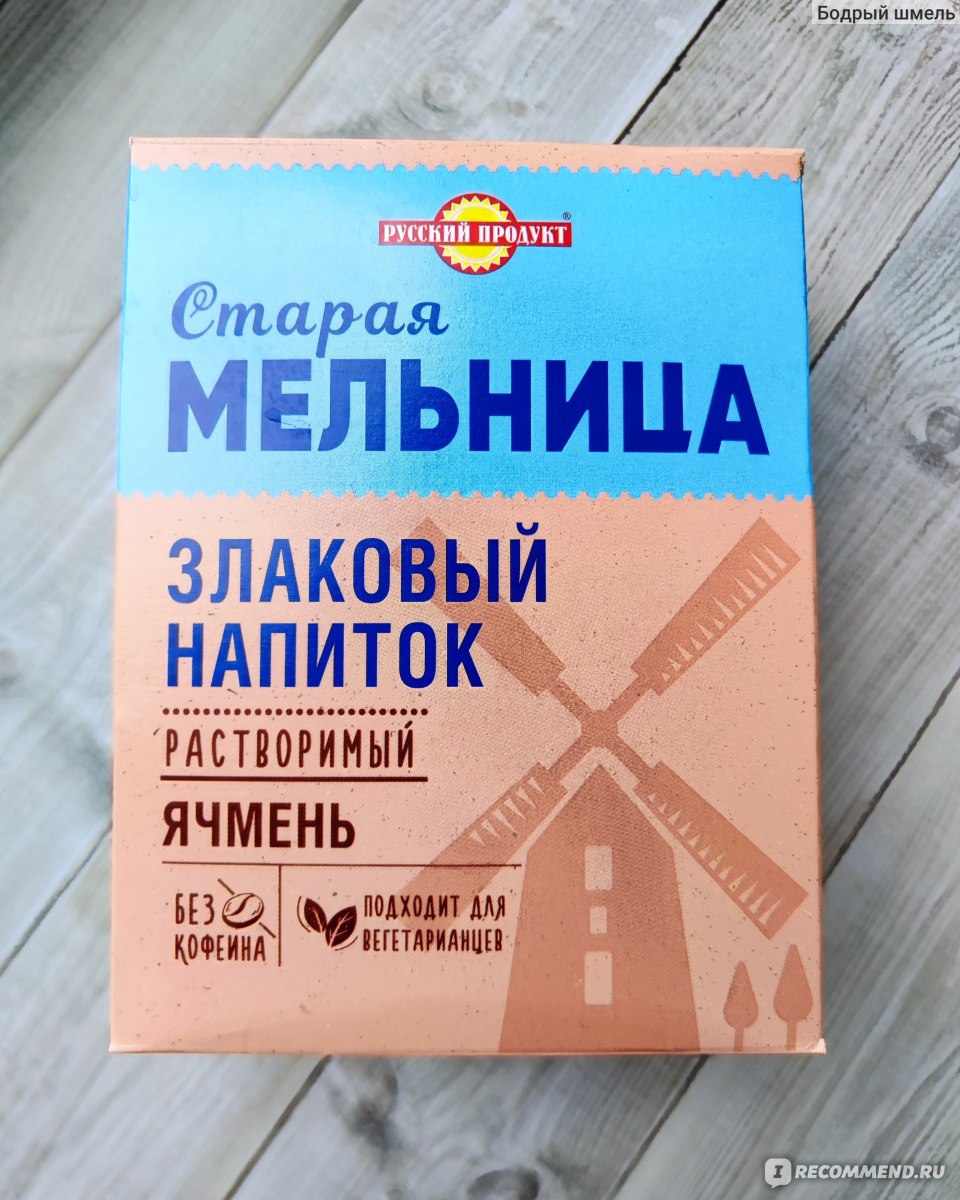 Бодрый шмель
РУССКИЙ ПРОДУКТ®
Старая
МЕЛЬНИЦА
ЗЛАКОВЫЙ
НАПИТОК
РАСТВОРИМЫЙ
ЯЧМЕНЬ
БЕЗ
КОФЕИНА
ПОДХОДИТ ДЛЯ
ВЕГЕТАРИАНЦЕВ
IRECOMMEND.RU